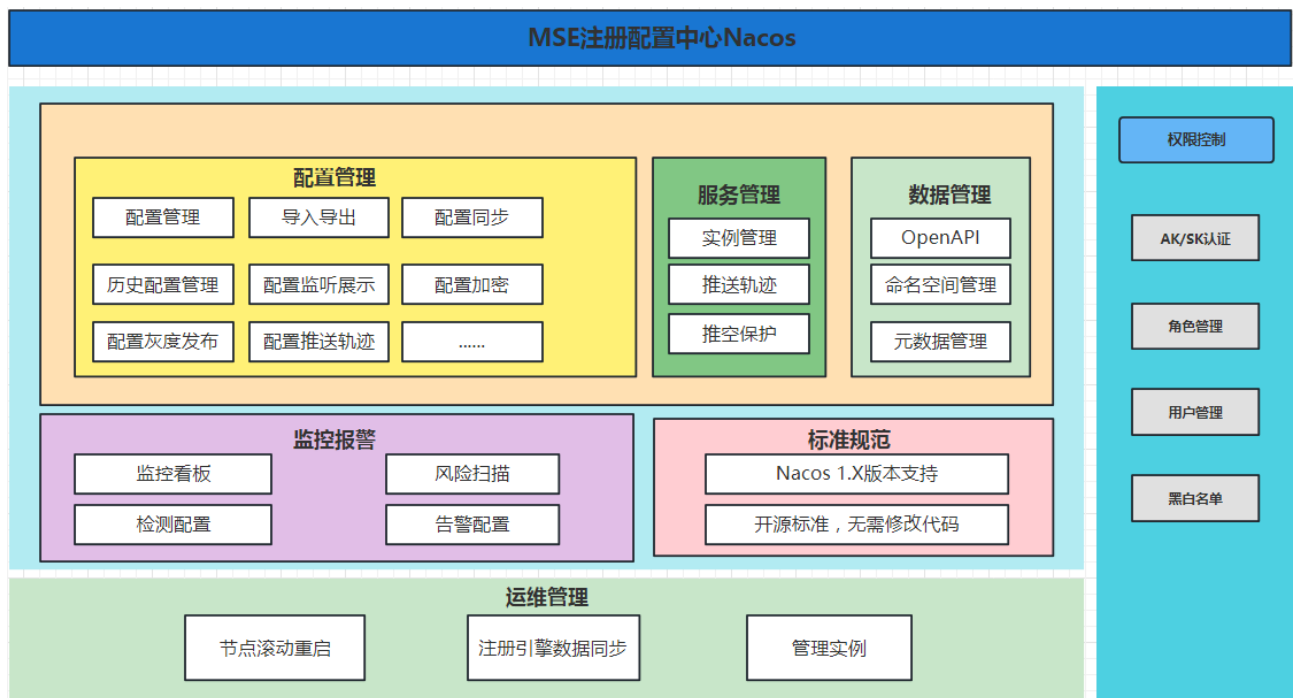 MSE注册配置中心Nacos
配置管理
配置管理
导入导出
配置同步
历史配置管理
配置监听展示
配置加密
配置灰度发布
配置推送轨迹
......
服务管理
实例管理
推送轨迹
推空保护
数据管理
OpenAPI
命名空间管理
元数据管理
监控报警
监控看板
风险扫描
检测配置
告警配置
标准规范
Nacos 1.X版本支持
开源标准，无需修改代码
运维管理
节点滚动重启
注册引擎数据同步
管理实例
权限控制
AK/SK认证
角色管理
用户管理
黑白名单